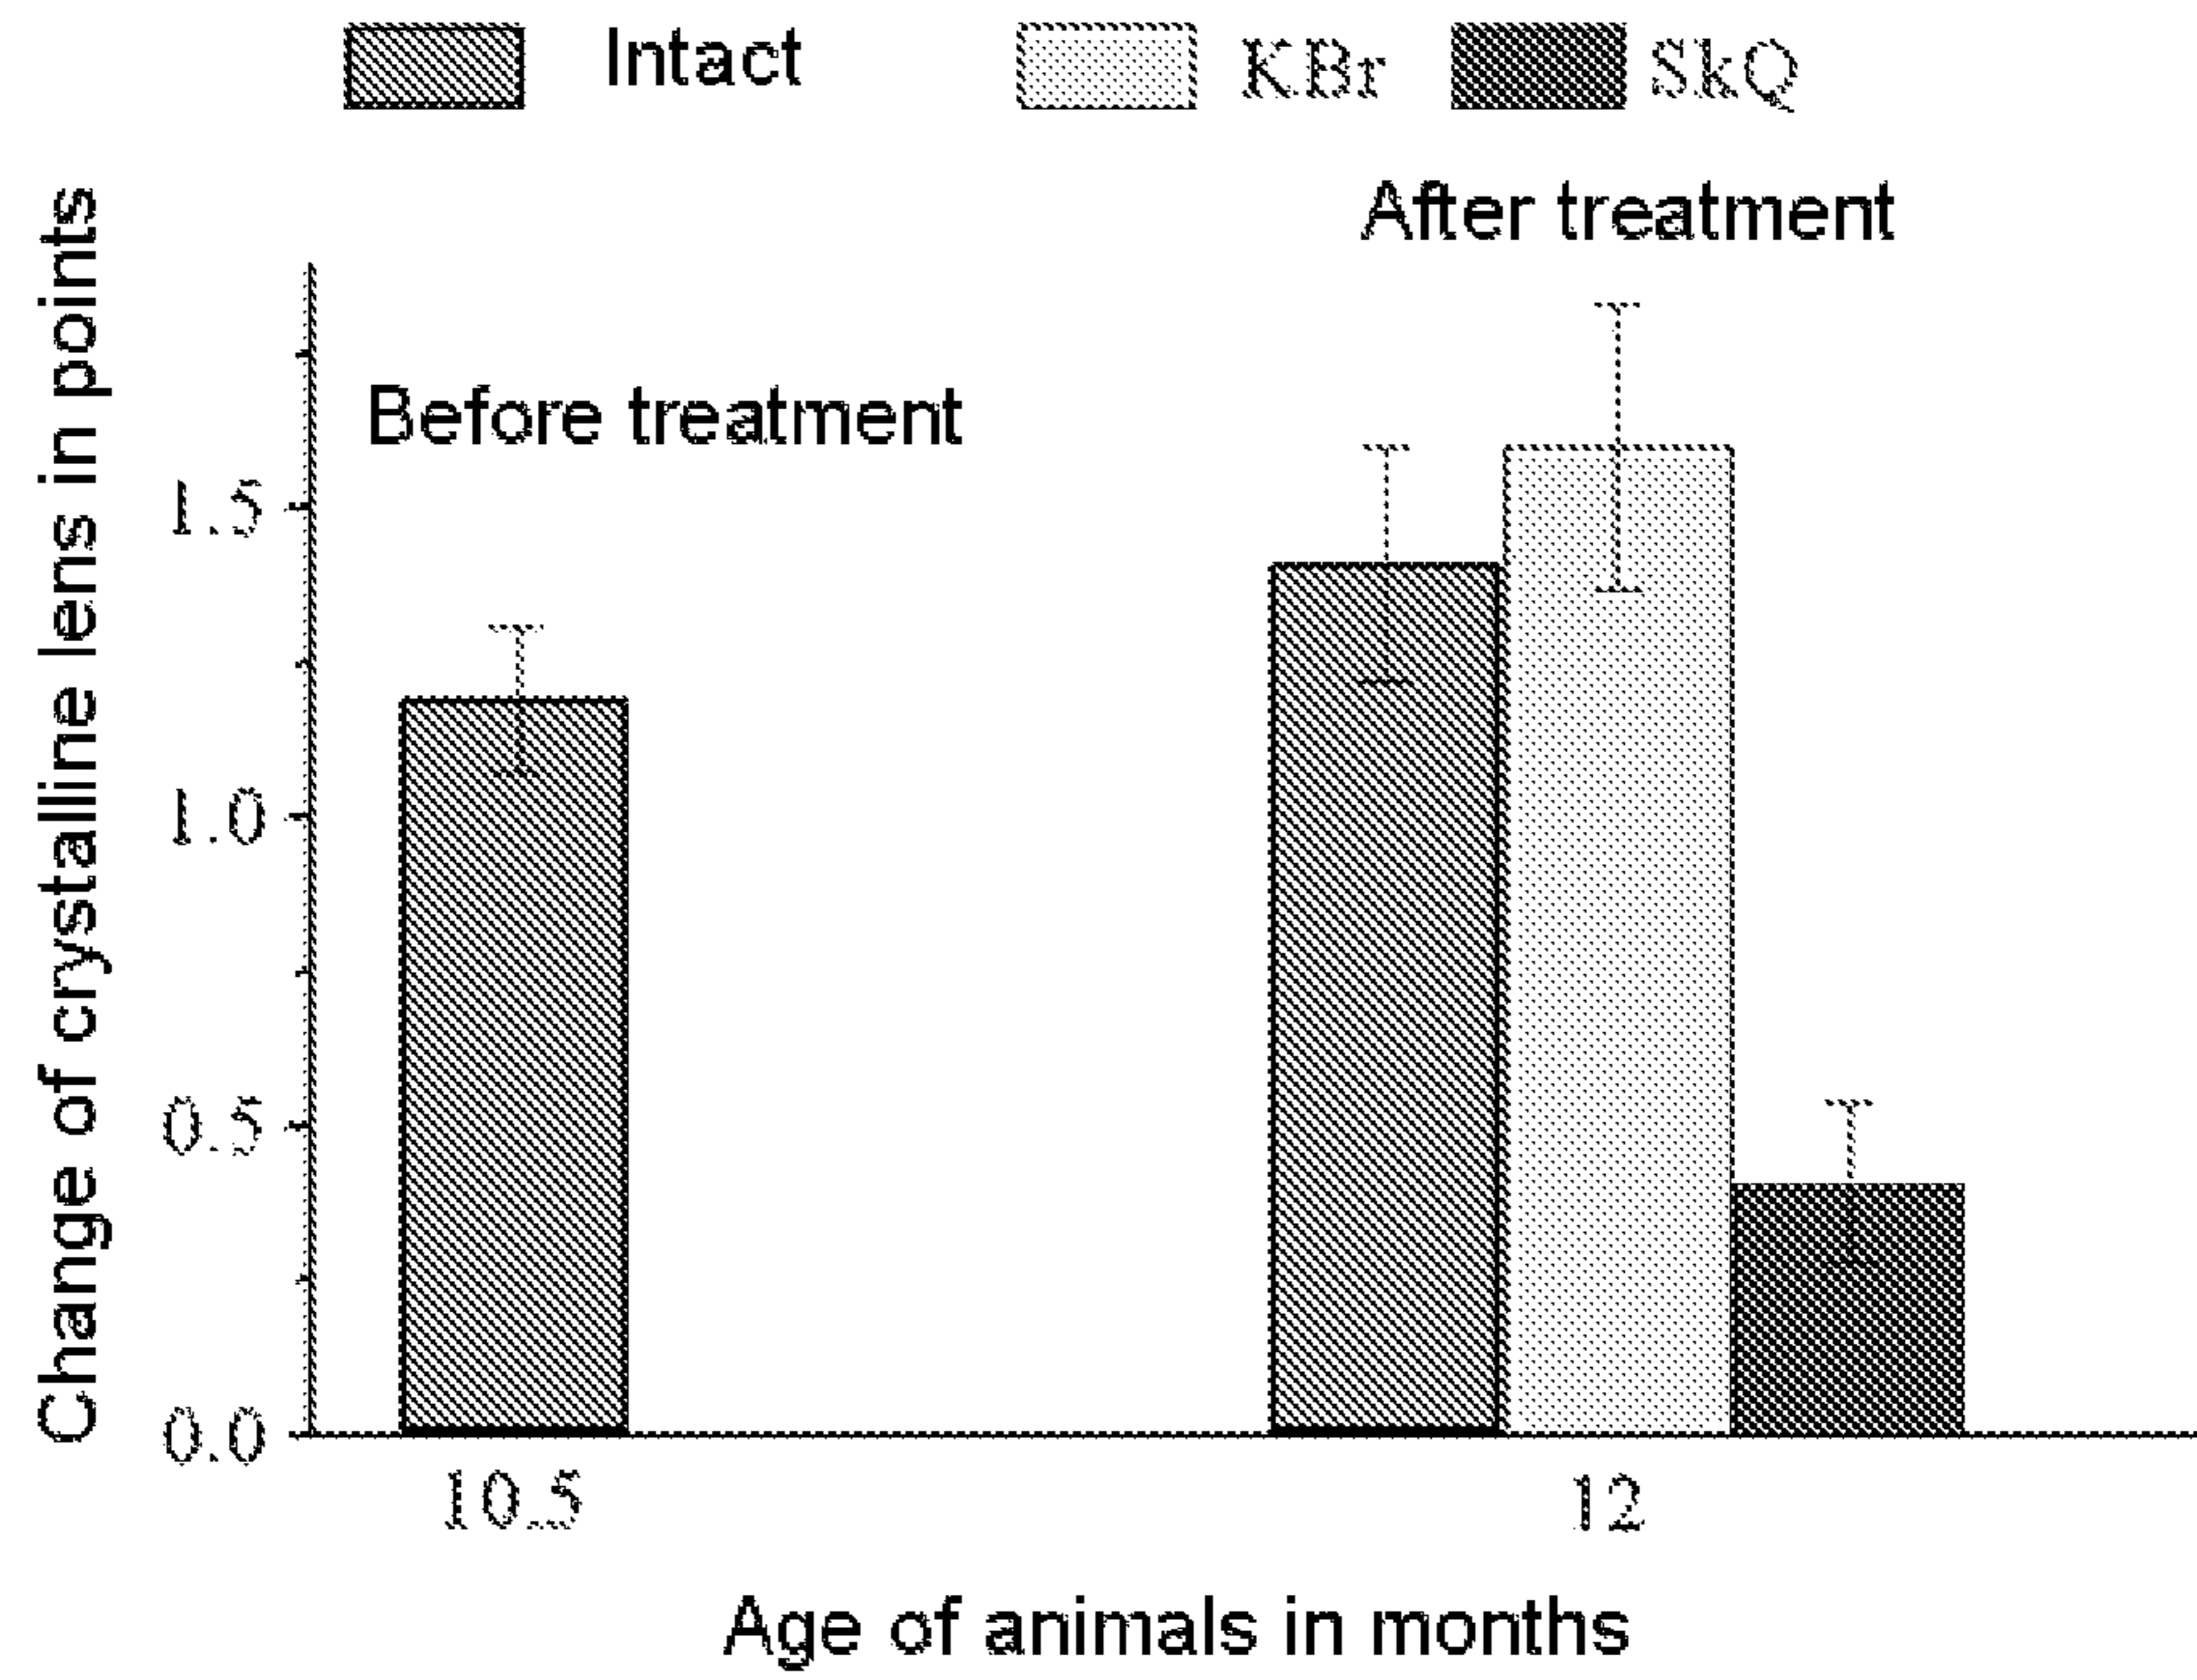 Intact KBr SkQ
After treatment
Before treatment
Change of crystalline lens in points
1.5
1.0
0.5
0.0
10.5 12
Age of animals in months